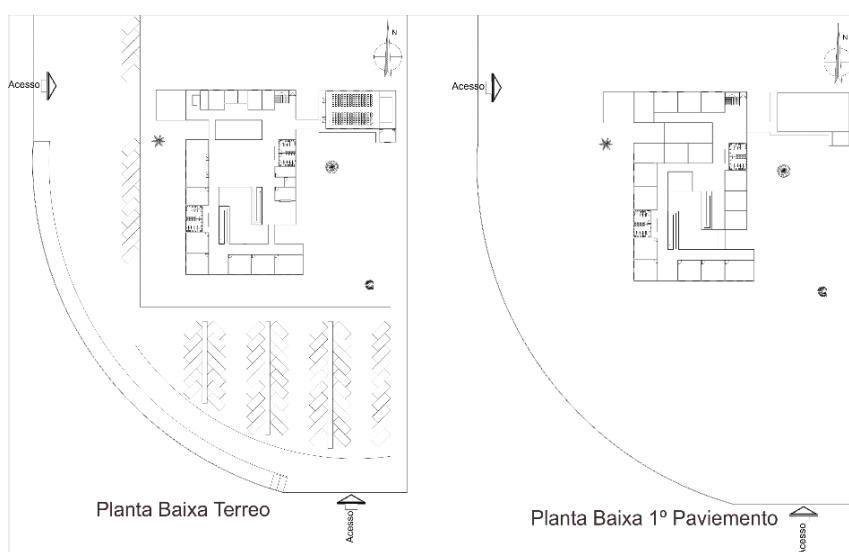 N
N
Acesso
Acesso
Planta Baixa Terreo
Planta Baixa 1º Paviemento
Acesso
Acesso